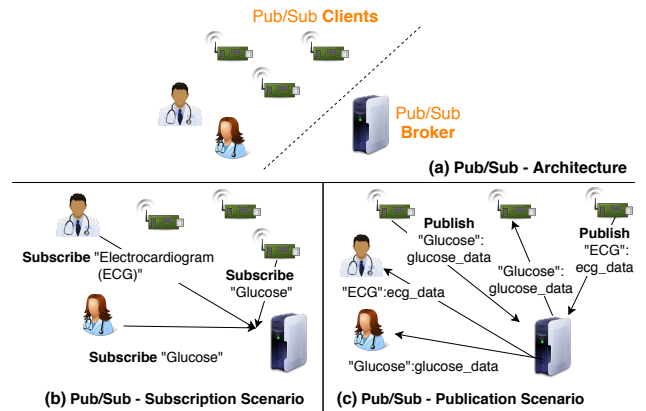 Pub/Sub Clients
Pub/Sub
Broker
(a) Pub/Sub - Architecture
Subscribe "Electrocardiogram
(ECG)"
Subscribe
"Glucose"
Subscribe "Glucose"
(b) Pub/Sub - Subscription Scenario
Publish
"Glucose":
glucose_data
Publish
"ECG":
ecg_data
"Glucose":
glucose_data
"ECG":ecg_data
"Glucose":glucose_data
(c) Pub/Sub - Publication Scenario